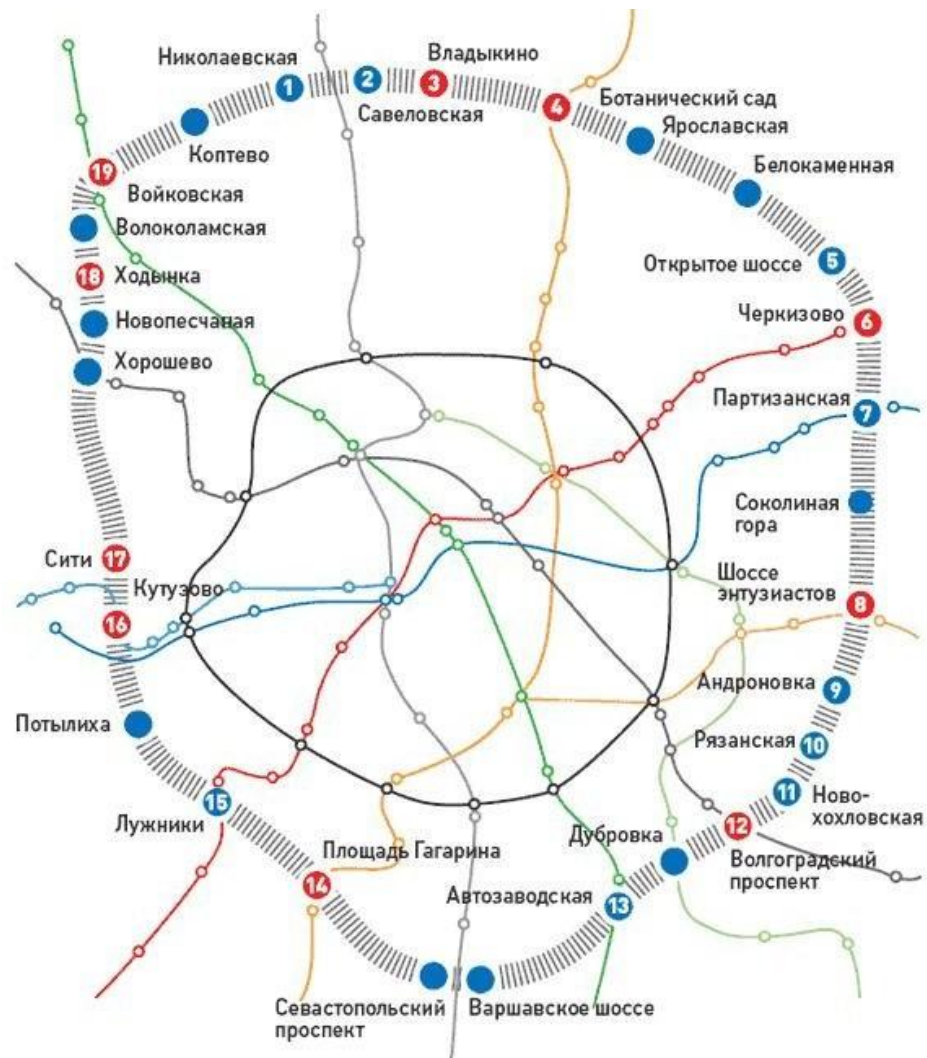 Николаевская
1
2
3
Владыкино
Савеловская
4
Ботанический сад
Ярославская
Коптево
Белокаменная
19
Войковская
Волоколамская
Открытое шоссе
5
18
Ходынка
Черкизово
6
Новопесчаная
Хорошево
Партизанская
7
Соколиная
гора
Сити
17
Кутузово
16
Шоссе
энтузиастов
8
Потылиха
Андроновка
9
Рязанская
10
11
Ново-
хохловская
15
Лужники
12
Волгоградский
проспект
Дубровка
Площадь Гагарина
14
Автозаводская
13
Севастопольский
проспект
Варшавское шоссе